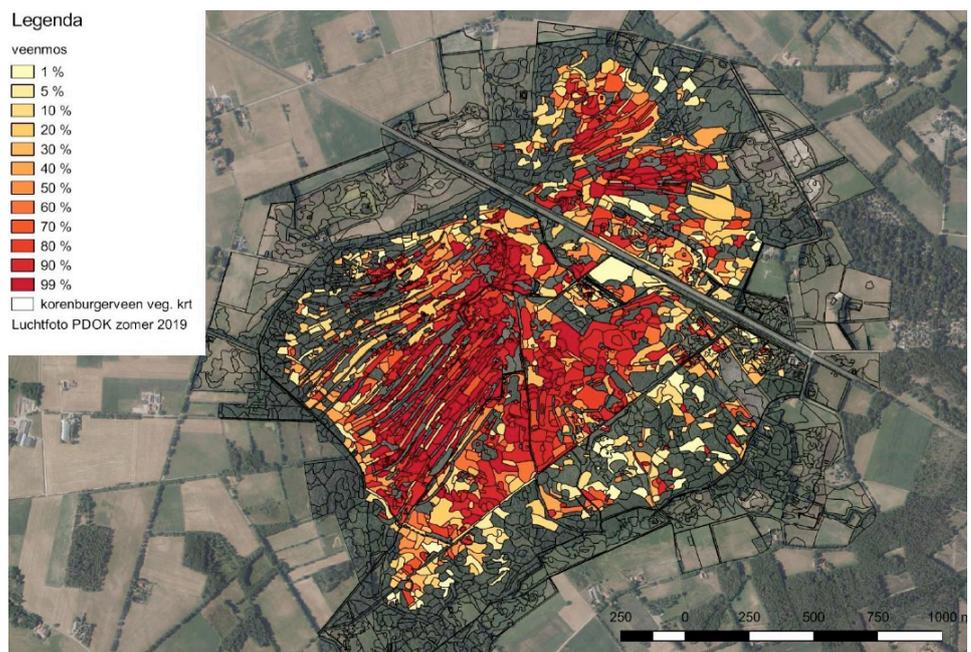 Legenda
veenmos
1 %
5 %
10 %
20 %
30 %
40 %
50 %
60 %
70 %
80 %
90 %
99 %
korenburgerveen veg. krt
Luchtfoto PDOK zomer 2019
250 0 250 500 750 1000 m